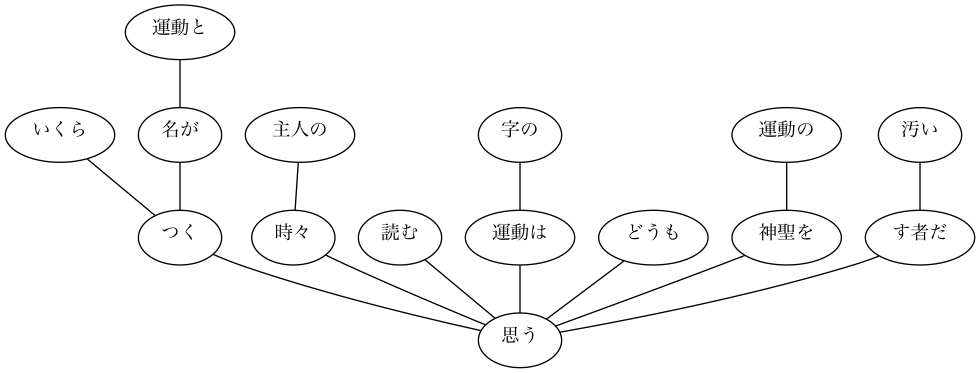 運動と
いくら
名が
主人の
字の
運動の
汚い
つく
時々
読む
運動は
どうも
神聖を
す者だ
思う